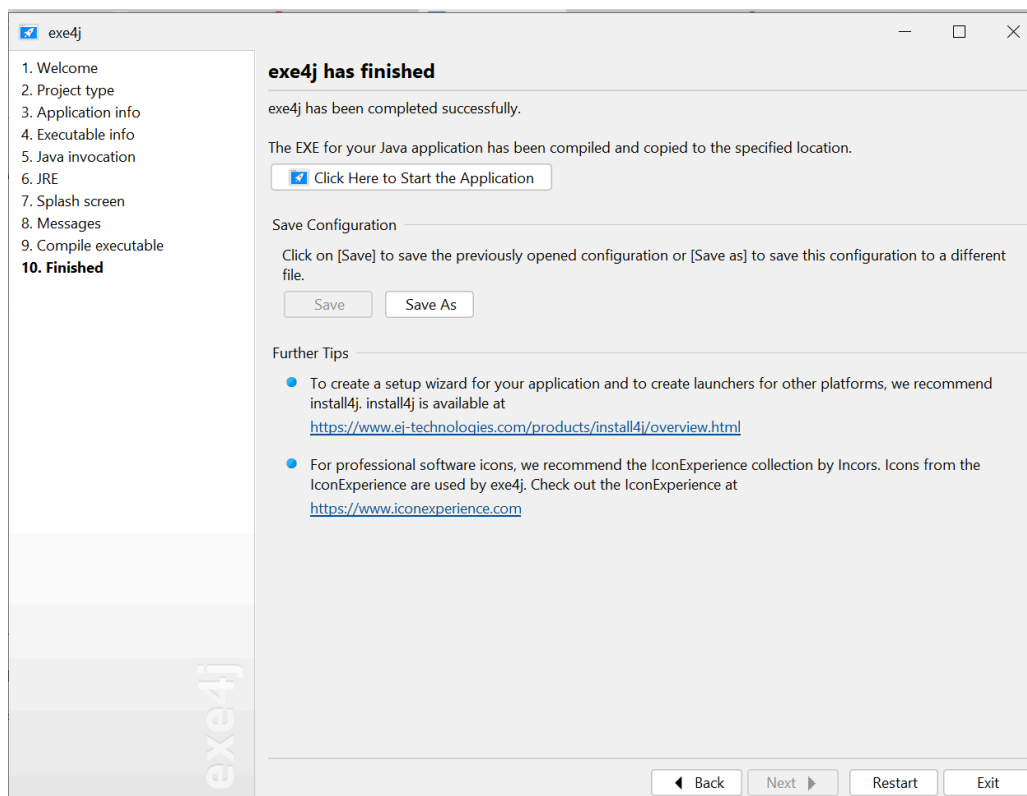 exe4j
1. Welcome
2. Project type
3. Application info
4. Executable info
5. Java invocation
6. JRE
7. Splash screen
8. Messages
9. Compile executable
10. Finished
exe4j
exe4j has finished
exe4j has been completed successfully.
The EXE for your Java application has been compiled and copied to the specified location.
Click Here to Start the Application
Save Configuration
Click on [Save] to save the previously opened configuration or [Save as] to save this configuration to a different
file.
Save Save As
Further Tips
To create a setup wizard for your application and to create launchers for other platforms, we recommend
install4j. install4j is available at
https://www.ej-technologies.com/products/install4j/overview.html
For professional software icons, we recommend the IconExperience collection by Incors. Icons from the
IconExperience are used by exe4j. Check out the IconExperience at
https://www.iconexperience.com
Back Next Restart Exit